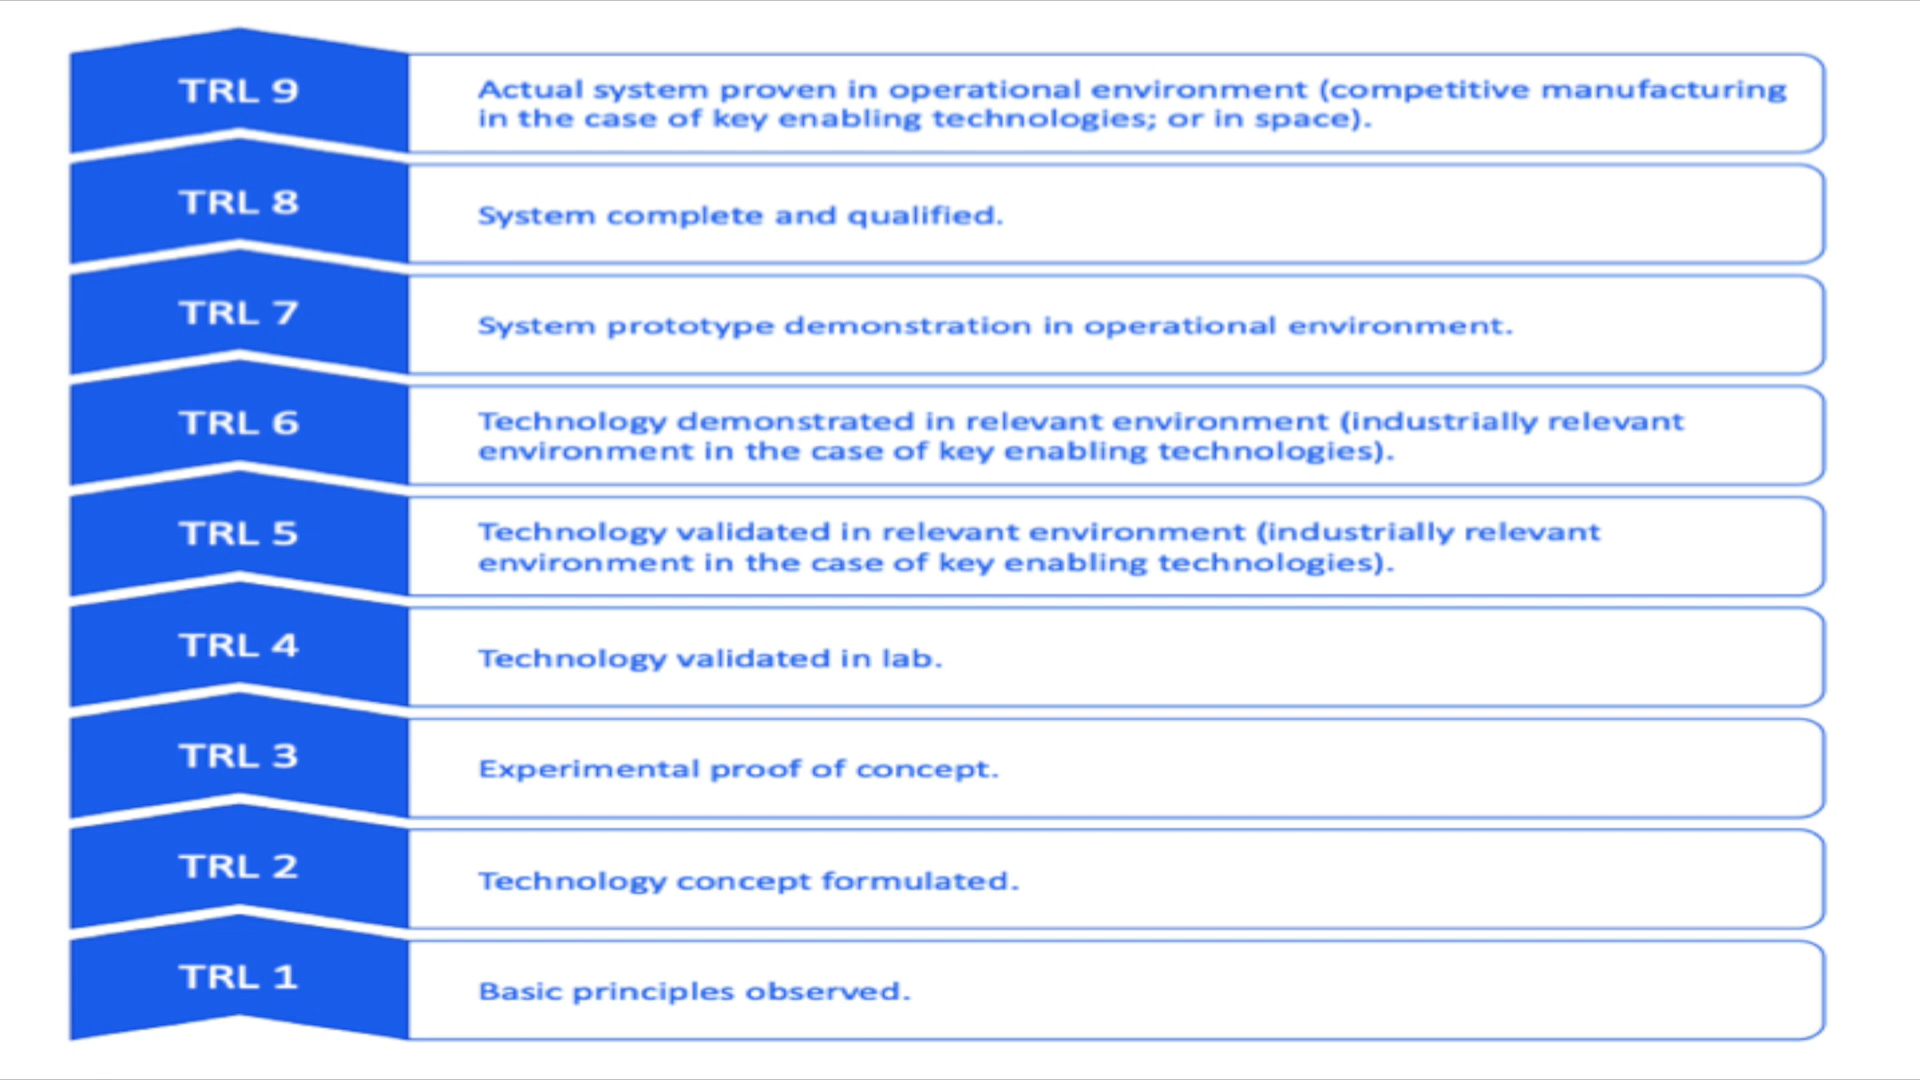 TRL 9
Actual system proven in operational environment (competitive manufacturing
in the case of key enabling technologies; or in space).
TRL 8
System complete and qualified.
TRL 7
System prototype demonstration in operational environment.
TRL 6
Technology demonstrated in relevant environment (industrially relevant
environment in the case of key enabling technologies).
TRL 5
Technology validated in relevant environment (industrially relevant
environment in the case of key enabling technologies).
TRL 4
Technology validated in lab.
TRL 3
Experimental proof of concept.
TRL 2
Technology concept formulated.
TRL 1
Basic principles observed.